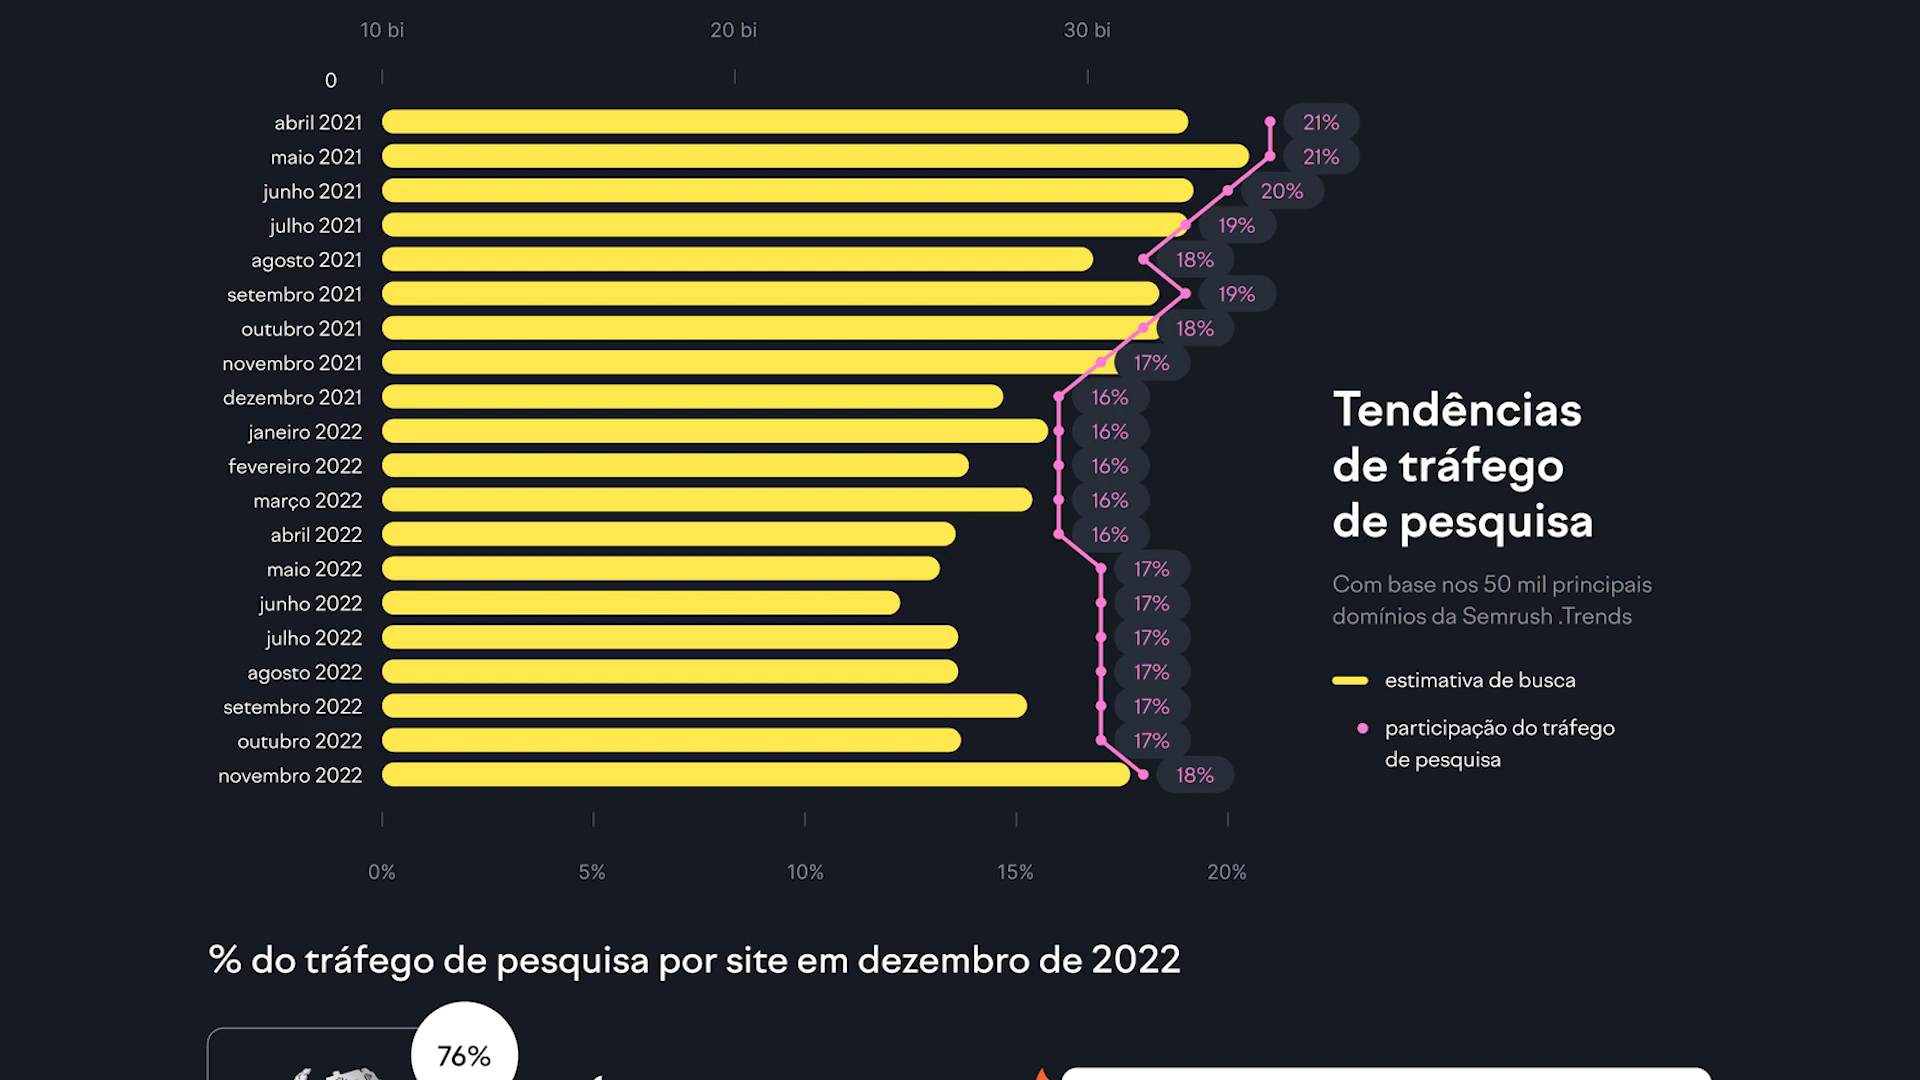 10 bi 20 bi 30 bi
0
abril 2021 21%
maio 2021 21%
junho 2021 20%
julho 2021 19%
agosto 2021 18%
setembro 2021 19%
outubro 2021 18%
novembro 2021 17%
dezembro 2021 16%
janeiro 2022 16%
fevereiro 2022 16%
março 2022 16%
abril 2022 16%
maio 2022 17%
junho 2022 17%
julho 2022 17%
agosto 2022 17%
setembro 2022 17%
outubro 2022 17%
novembro 2022 18%
0% 5% 10% 15% 20%
Tendências
de tráfego
de pesquisa
Com base nos 50 mil principais
domínios da Semrush .Trends
estimativa de busca
participação do tráfego
de pesquisa
% do tráfego de pesquisa por site em dezembro de 2022
76%